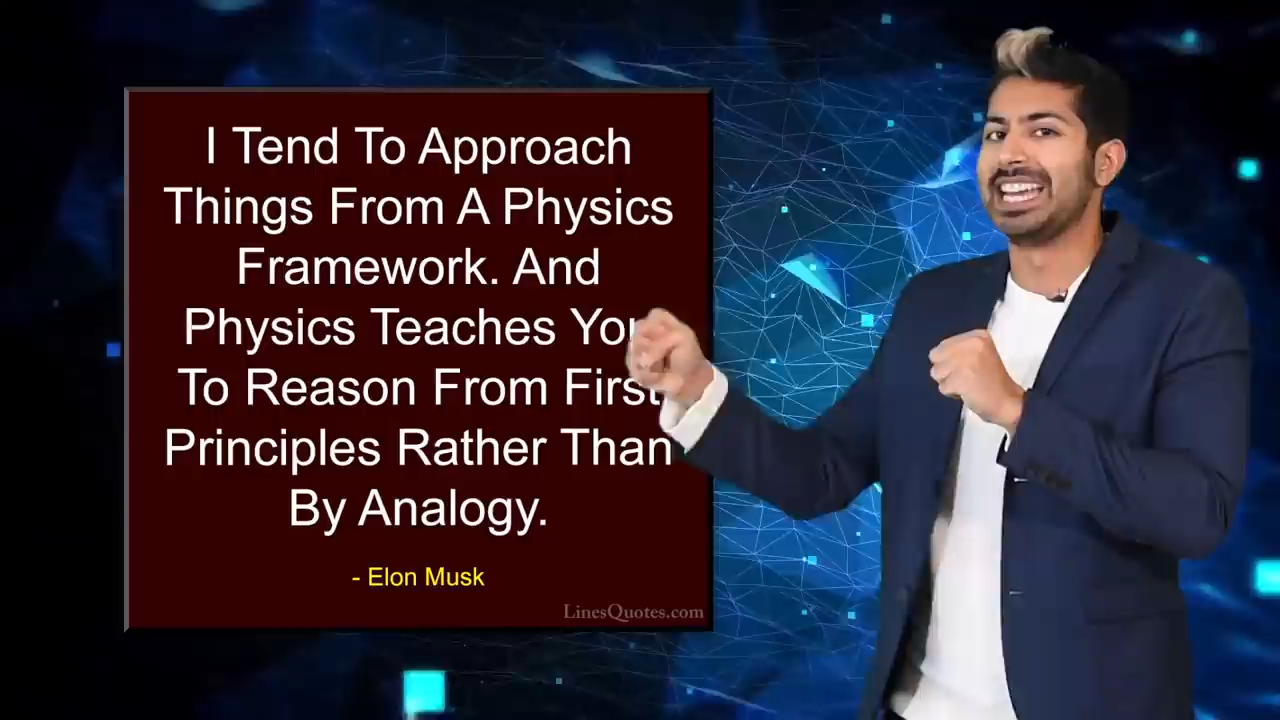 I Tend To Approach
Things From A Physics
Framework. And
Physics Teaches You
To Reason From First
Principles Rather Than
By Analogy.
- Elon Musk
LinesQuotes.com